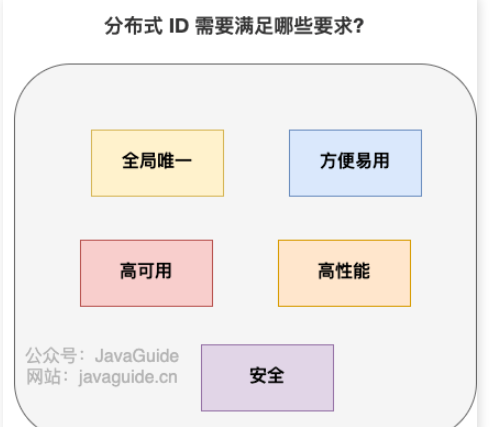 分布式 ID 需要满足哪些要求?
全局唯一
方便易用
高可用
高性能
公众号：JavaGuide
网站：javaguide.cn
安全